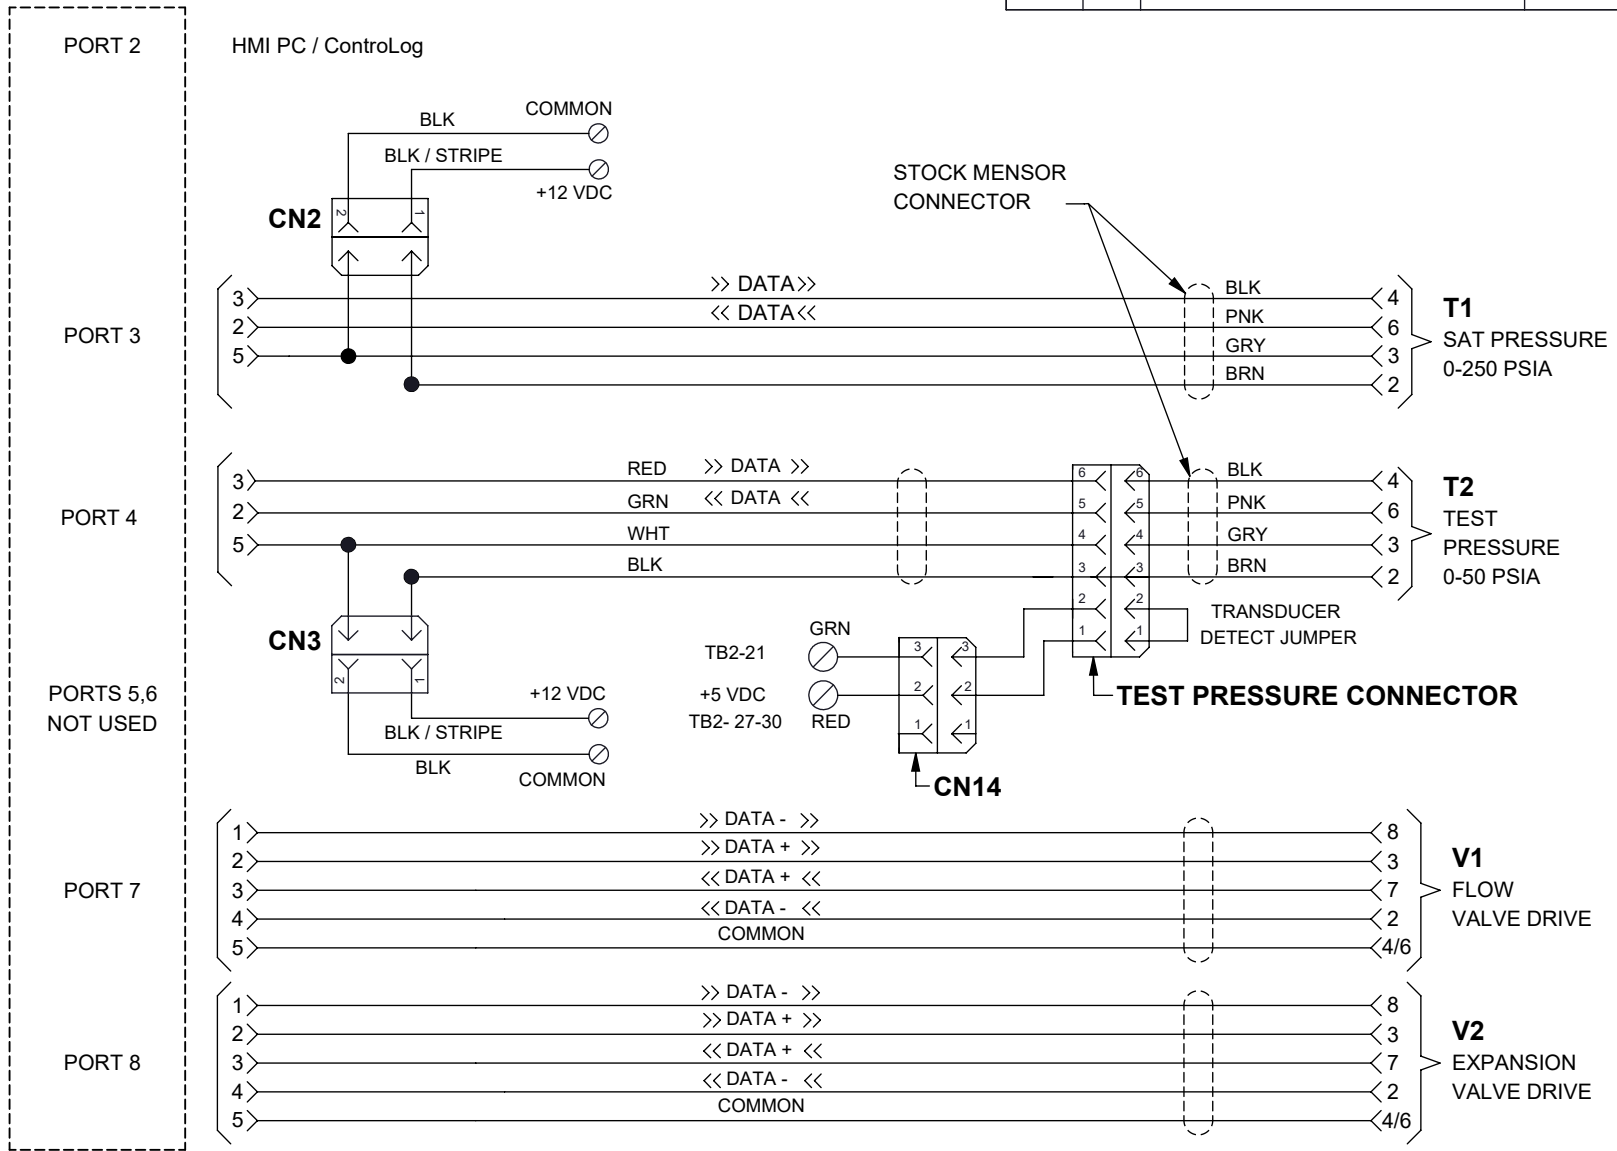 PORT 2
HMI PC / ControLog
COMMON
BLK
BLK / STRIPE
+12 VDC
CN2
2
1
STOCK MENSOR
CONNECTOR
PORT 3
3
>> DATA >>
BLK
4
2
<< DATA <<
PNK
6
5
GRY
3
BRN
2
T1
SAT PRESSURE
0-250 PSIA
PORT 4
3
RED
>> DATA >>
6
6
BLK
4
2
GRN
<< DATA <<
5
5
PNK
6
5
WHT
4
4
GRY
3
BLK
3
3
BRN
2
T2
TEST
PRESSURE
0-50 PSIA
2
2
1
1
TRANSDUCER
DETECT JUMPER
CN3
2
1
+12 VDC
BLK / STRIPE
BLK
COMMON
GRN
TB2-21
3
3
+5 VDC
2
2
TB2- 27-30
RED
1
1
TEST PRESSURE CONNECTOR
CN14
PORTS 5,6
NOT USED
PORT 7
1
>> DATA - >>
8
2
>> DATA + >>
3
3
<< DATA + <<
7
4
<< DATA - <<
2
5
COMMON
4/6
V1
FLOW
VALVE DRIVE
PORT 8
1
>> DATA - >>
8
2
>> DATA + >>
3
3
<< DATA + <<
7
4
<< DATA - <<
2
5
COMMON
4/6
V2
EXPANSION
VALVE DRIVE